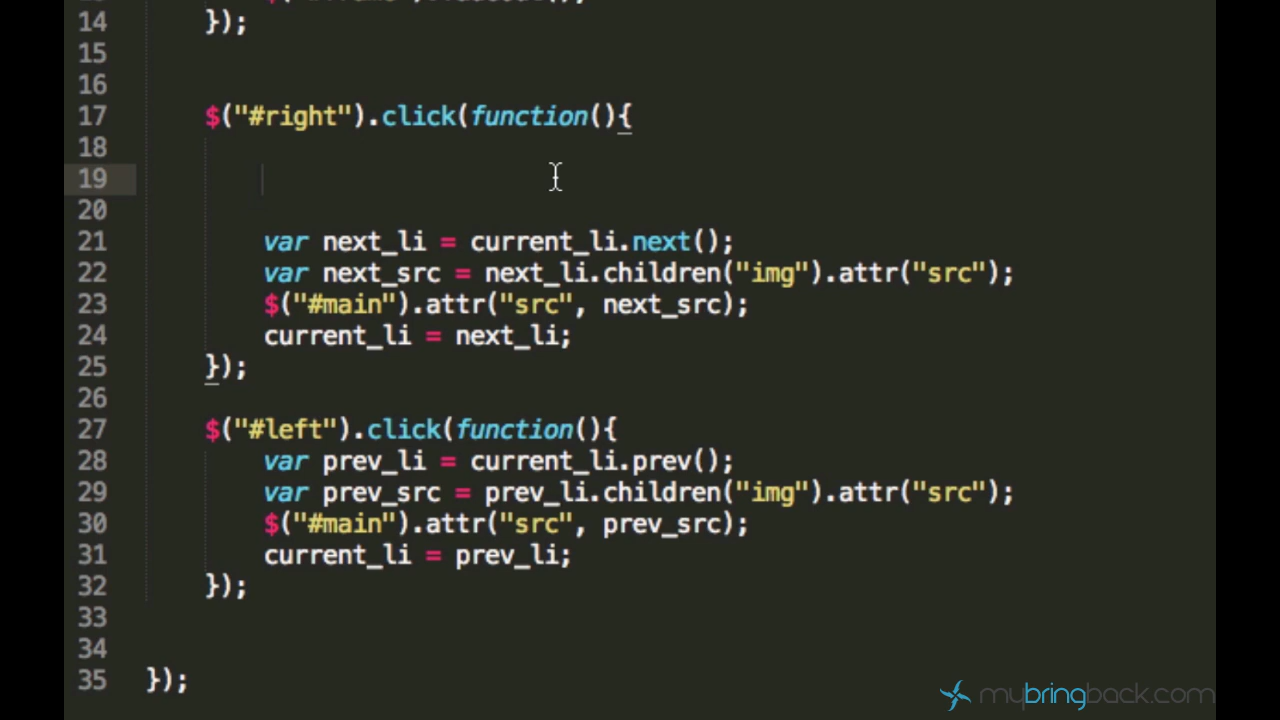 14 });
15
16
17 $("#right").click(function(){
18
19
20
21 var next_li = current_li.next();
22 var next_src = next_li.children("img").attr("src");
23 $("#main").attr("src", next_src);
24 current_li = next_li;
25 });
26
27 $("#left").click(function(){
28 var prev_li = current_li.prev();
29 var prev_src = prev_li.children("img").attr("src");
30 $("#main").attr("src", prev_src);
31 current_li = prev_li;
32 });
33
34
35 });
mybringback.com